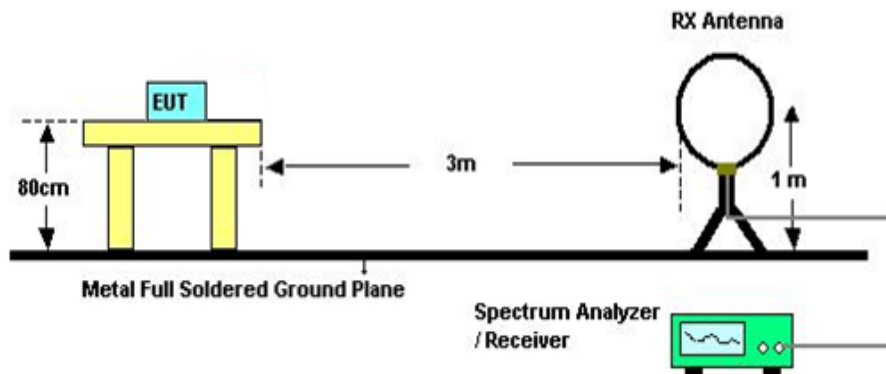 RX Antenna
EUT
80cm
3m
1 m
Metal Full Soldered Ground Plane
Spectrum Analyzer
/ Receiver